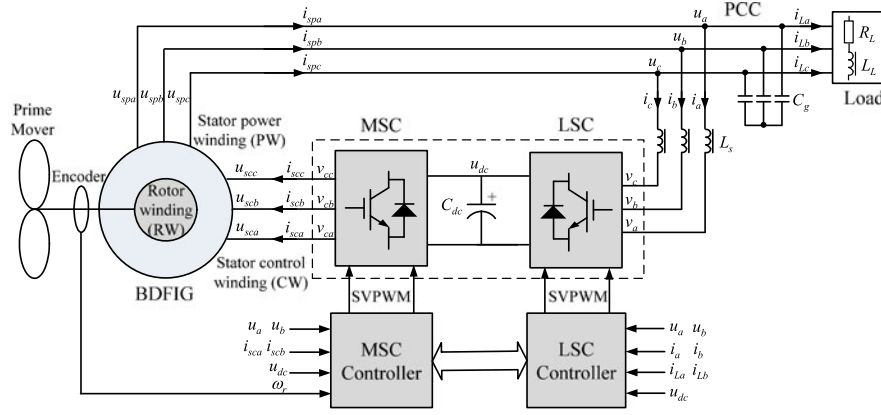 i_spa
u_a
PCC
i_La
i_spb
u_b
i_Lb
R_L
i_spc
u_c
i_Lc
L_L
u_spa u_spb u_spc
i_c i_b i_a
C_g
Load
Prime
Mover
Stator power
winding (PW)
MSC
LSC
L_s
Encoder
u_scc i_scc v_cc
u_dc
v_c
Rotor
winding
(RW)
u_scb i_scb v_cb
C_dc
+
v_b
u_sca i_sca v_ca
v_a
BDFIG
Stator control
winding (CW)
SVPWM
SVPWM
u_a u_b
i_sca i_scb
u_dc
ω_r
MSC
Controller
LSC
Controller
u_a u_b
i_a i_b
i_La i_Lb
u_dc